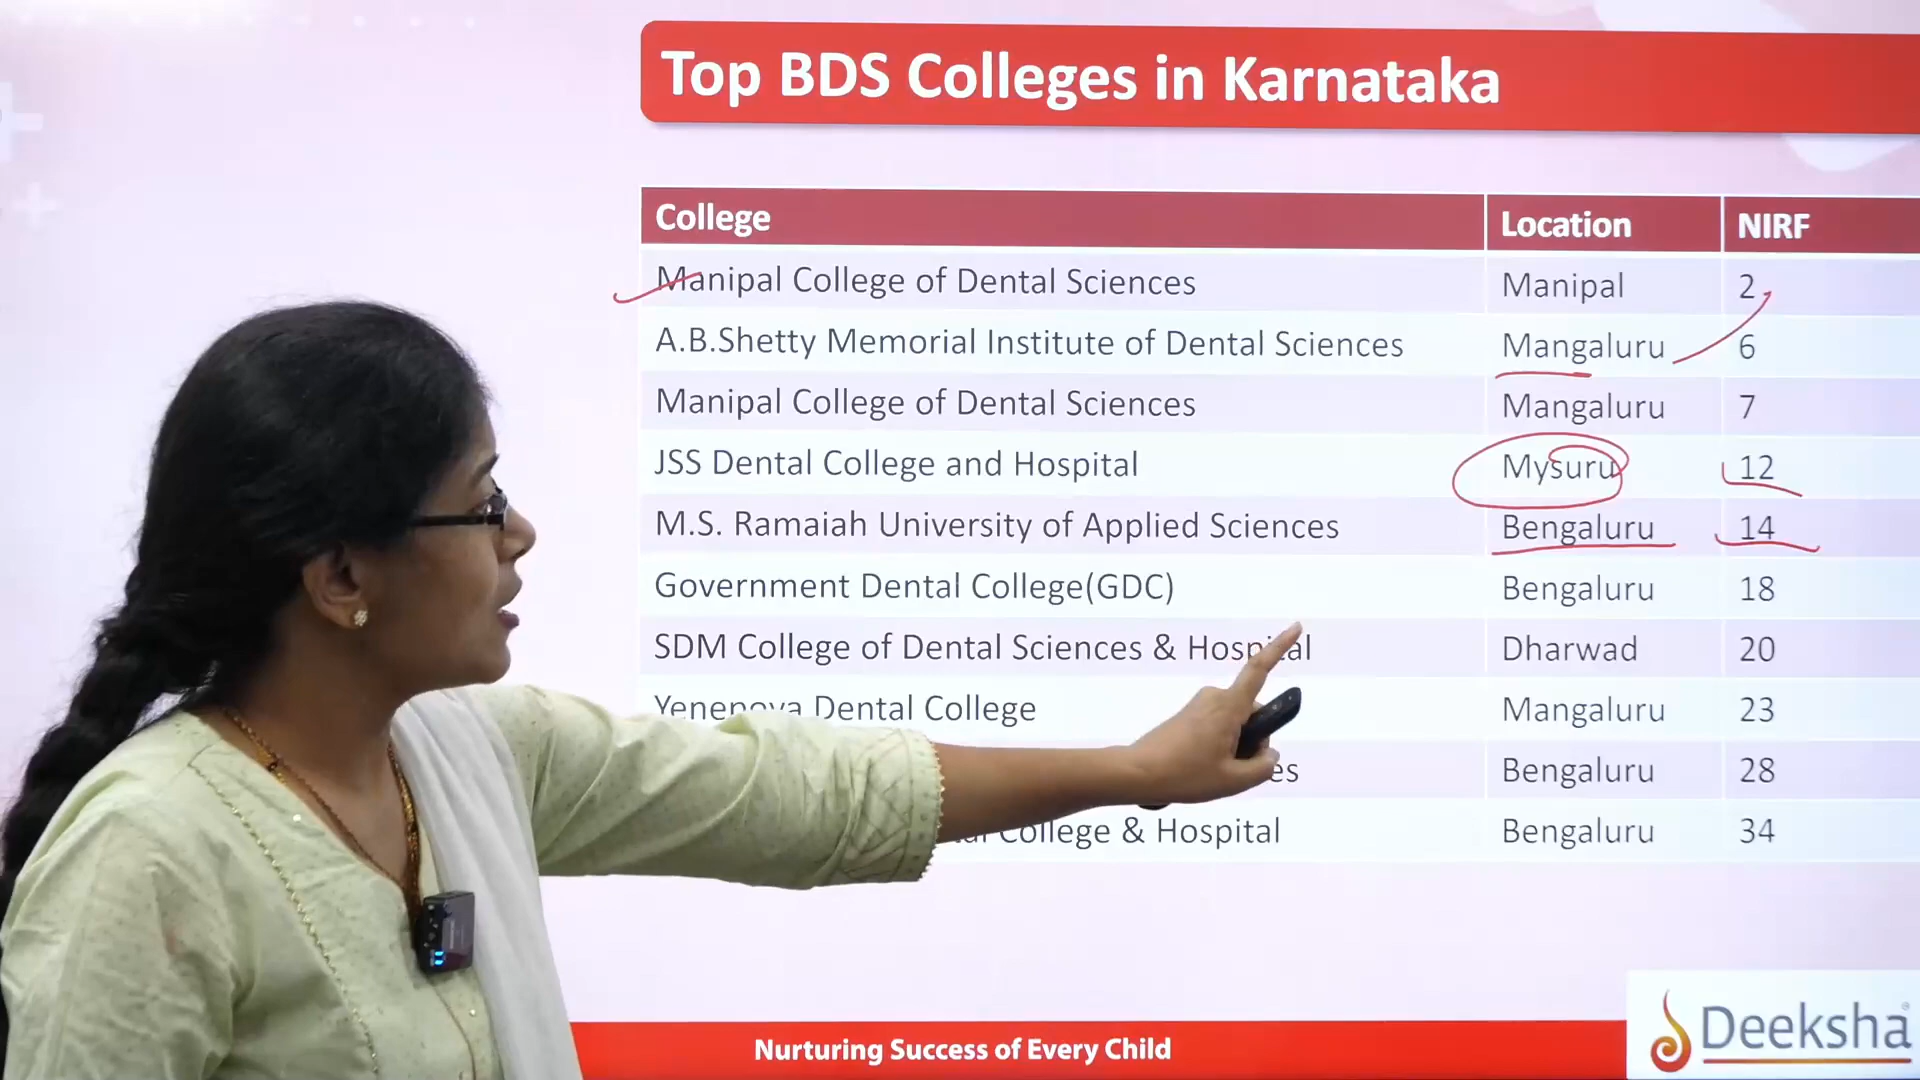 Top BDS Colleges in Karnataka
College Location NIRF
Manipal College of Dental Sciences Manipal 2
A.B.Shetty Memorial Institute of Dental Sciences Mangaluru 6
Manipal College of Dental Sciences Mangaluru 7
JSS Dental College and Hospital Mysuru 12
M.S. Ramaiah University of Applied Sciences Bengaluru 14
Government Dental College(GDC) Bengaluru 18
SDM College of Dental Sciences & Hospital Dharwad 20
Dental College Mangaluru 23
Bengaluru 28
College & Hospital Bengaluru 34
Nurturing Success of Every Child
Deeksha